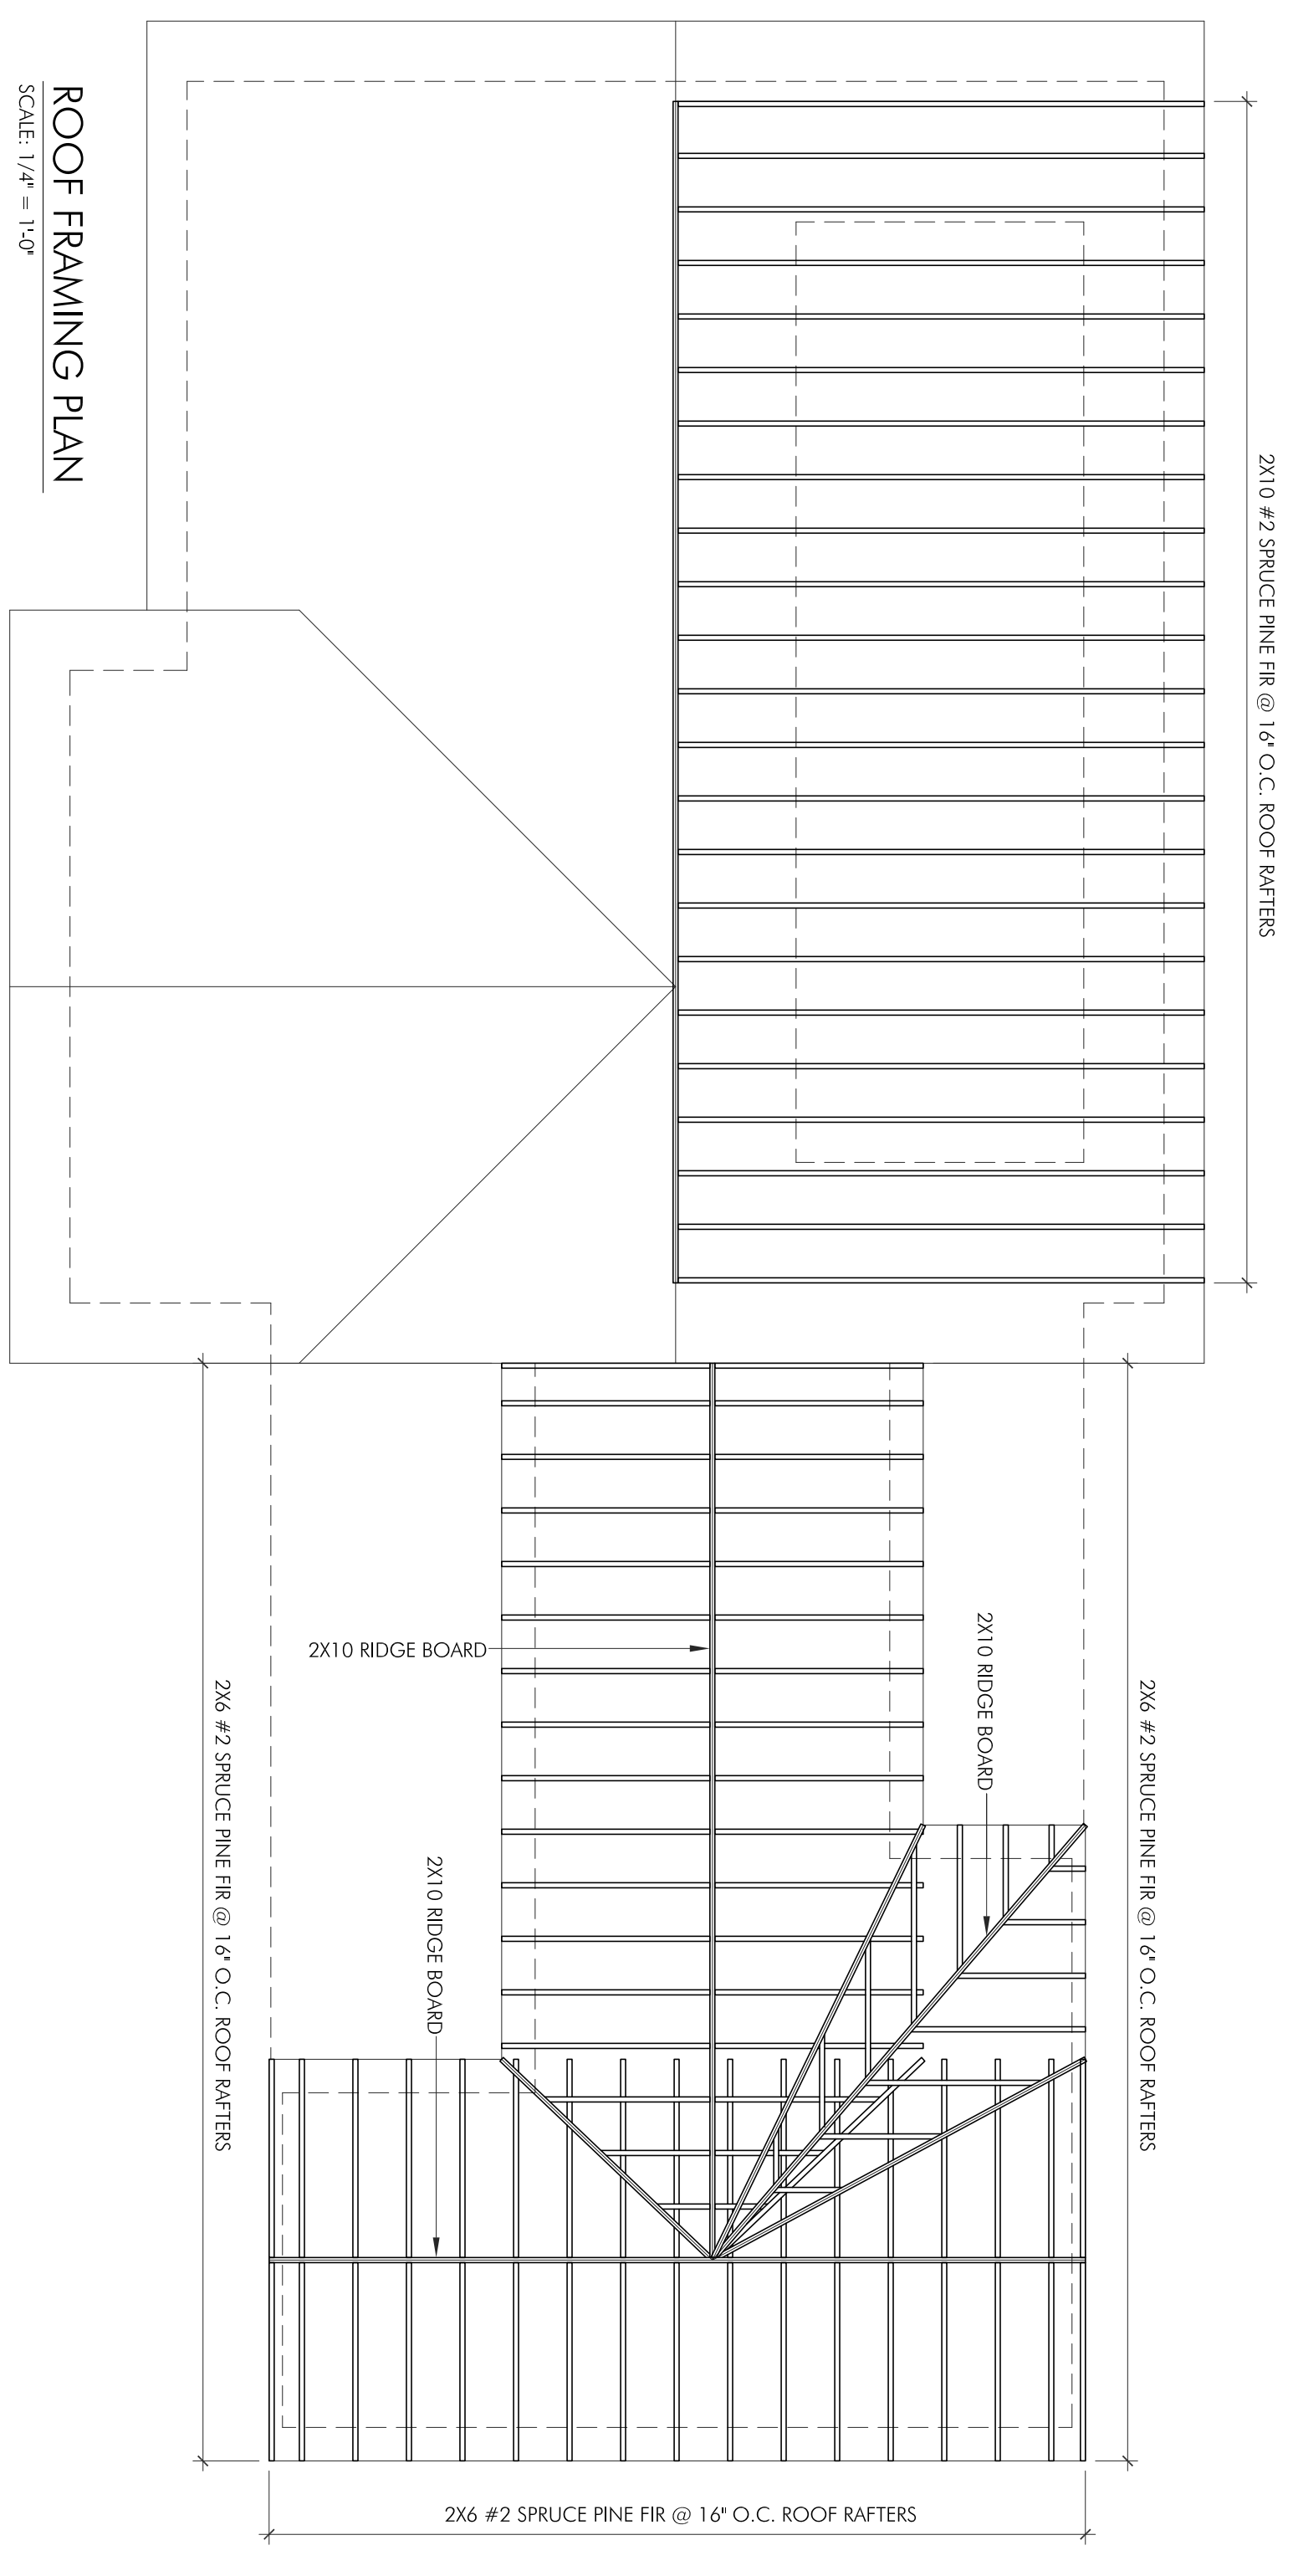 ROOF FRAMING PLAN
SCALE: 1/4" = 1'-0"
2X10 #2 SPRUCE PINE FIR @ 16" O.C. ROOF RAFTERS
2X10 RIDGE BOARD
2X10 RIDGE BOARD
2X6 #2 SPRUCE PINE FIR @ 16" O.C. ROOF RAFTERS
2X6 #2 SPRUCE PINE FIR @ 16" O.C. ROOF RAFTERS
2X10 RIDGE BOARD
2X6 #2 SPRUCE PINE FIR @ 16" O.C. ROOF RAFTERS